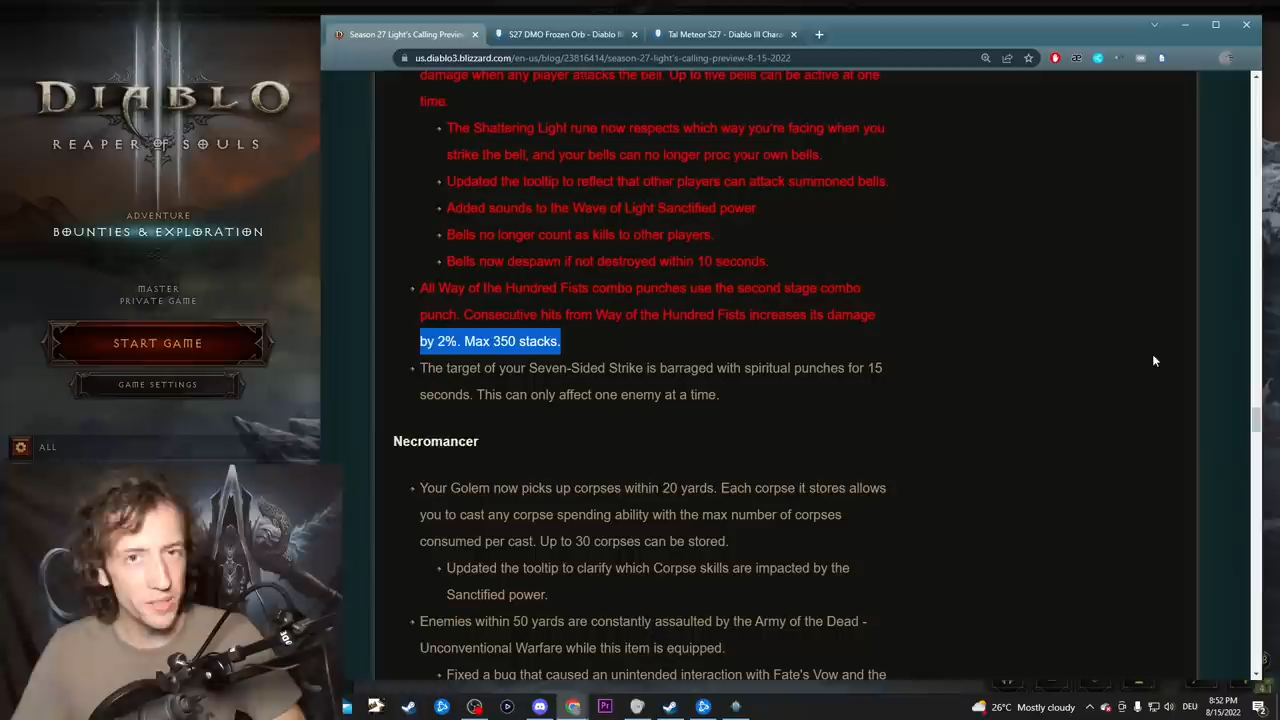 Season 27 Light's Calling Preview
S27 DMO Frozen Orb - Diablo III
Tal Meteor S27 - Diablo III Chara
us.diablo3.blizzard.com/en-us/blog/23816414/season-27-light's-calling-preview-8-15-2022
DIABLO
REAPER OF SOULS
ADVENTURE
BOUNTIES & EXPLORATION
MASTER
PRIVATE GAME
START GAME
GAME SETTINGS
ALL
damage when any player attacks the bell. Up to five bells can be active at one
time.
The Shattering Light rune now respects which way you're facing when you
strike the bell, and your bells can no longer proc your own bells.
Updated the tooltip to reflect that other players can attack summoned bells.
Added sounds to the Wave of Light Sanctified power
Bells no longer count as kills to other players.
Bells now despawn if not destroyed within 10 seconds.
All Way of the Hundred Fists combo punches use the second stage combo
punch. Consecutive hits from Way of the Hundred Fists increases its damage
by 2%. Max 350 stacks.
The target of your Seven-Sided Strike is barraged with spiritual punches for 15
seconds. This can only affect one enemy at a time.
Necromancer
Your Golem now picks up corpses within 20 yards. Each corpse it stores allows
you to cast any corpse spending ability with the max number of corpses
consumed per cast. Up to 30 corpses can be stored.
Updated the tooltip to clarify which Corpse skills are impacted by the
Sanctified power.
Enemies within 50 yards are constantly assaulted by the Army of the Dead -
Unconventional Warfare while this item is equipped.
Fixed a bug that caused an unintended interaction with Fate's Vow and the
26°C Mostly cloudy
DEU
8:52 PM
8/15/2022